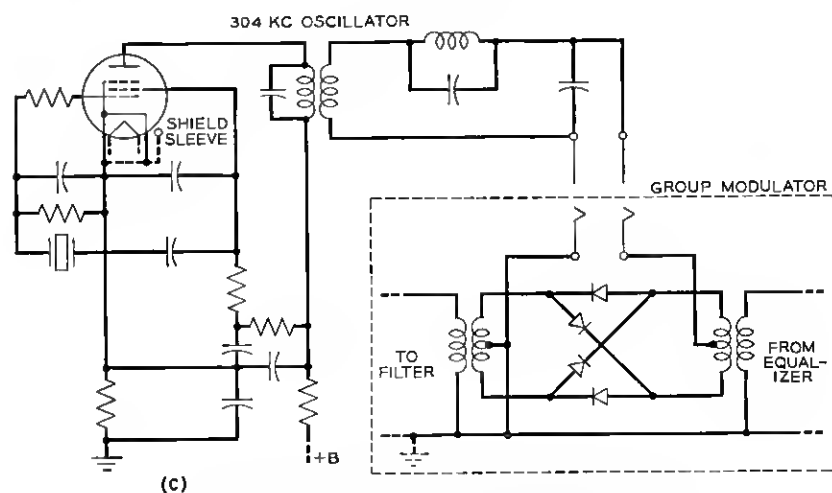 304 KC OSCILLATOR
SHIELD
SLEEVE
GROUP MODULATOR
TO
FILTER
FROM
EQUAL-
IZER
+B
(C)